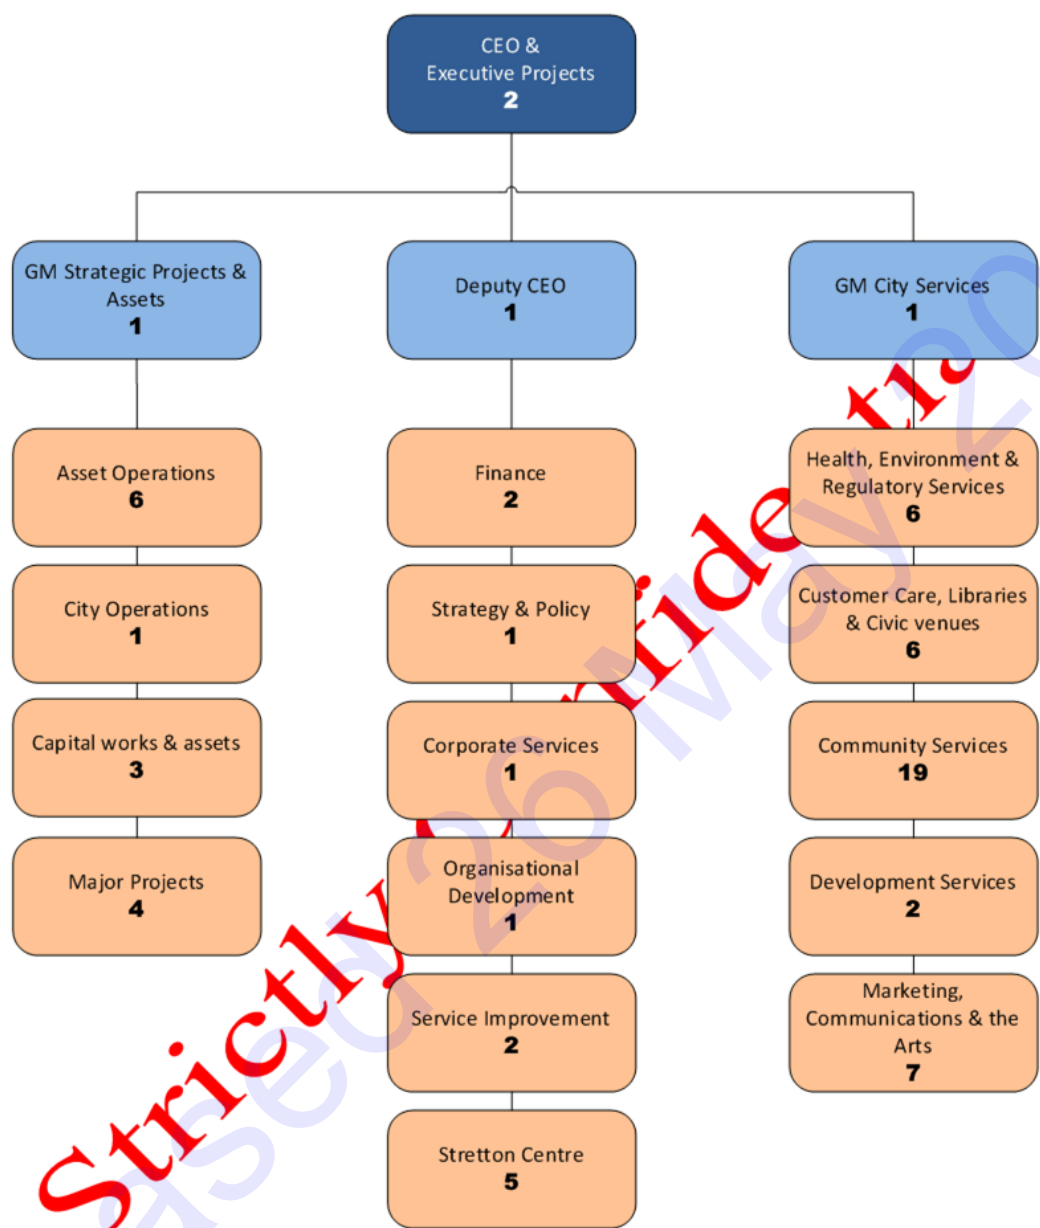 CEO &
Executive Projects
2
GM Strategic Projects &
Assets
1
Deputy CEO
1
GM City Services
1
Asset Operations
6
Finance
2
Health, Environment &
Regulatory Services
6
City Operations
1
Strategy & Policy
1
Customer Care, Libraries
& Civic venues
6
Capital works & assets
3
Corporate Services
1
Community Services
19
Major Projects
4
Organisational
Development
1
Development Services
2
Service Improvement
2
Marketing,
Communications & the
Arts
7
Stretton Centre
5
Strictly
26 May